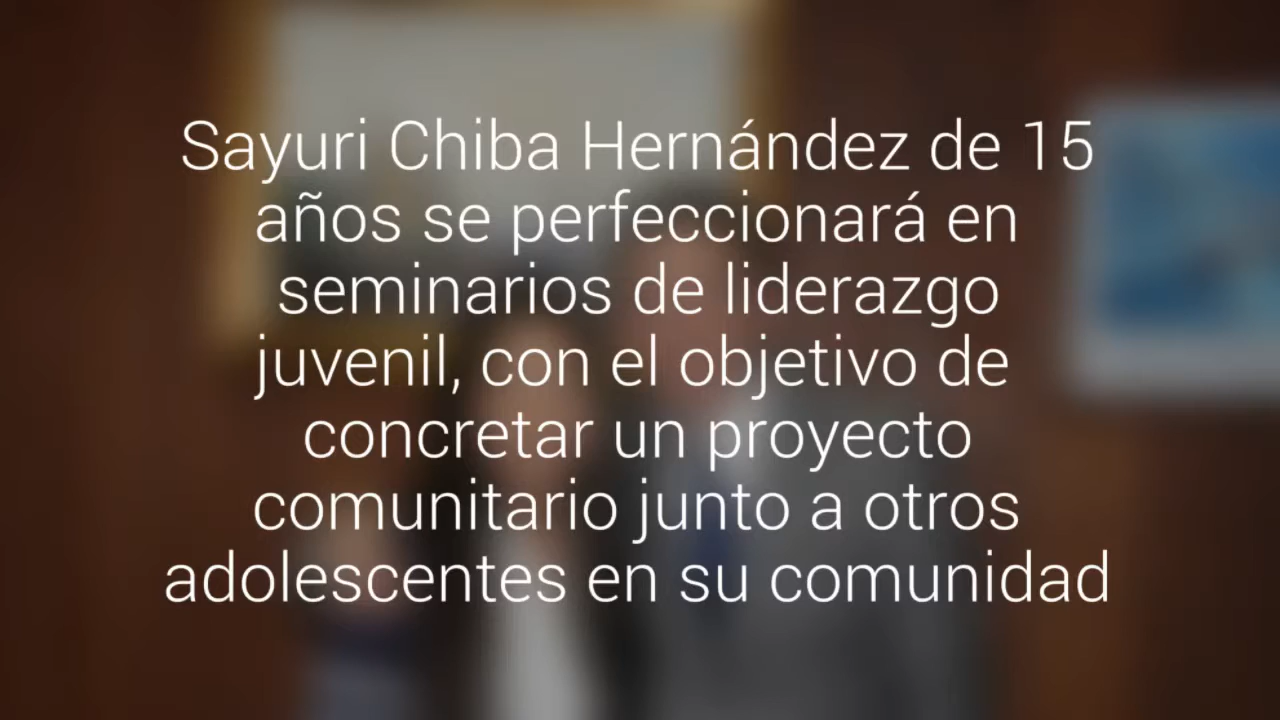 Sayuri Chiba Hernández de 15
años se perfeccionará en
seminarios de liderazgo
juvenil, con el objetivo de
concretar un proyecto
comunitario junto a otros
adolescentes en su comunidad